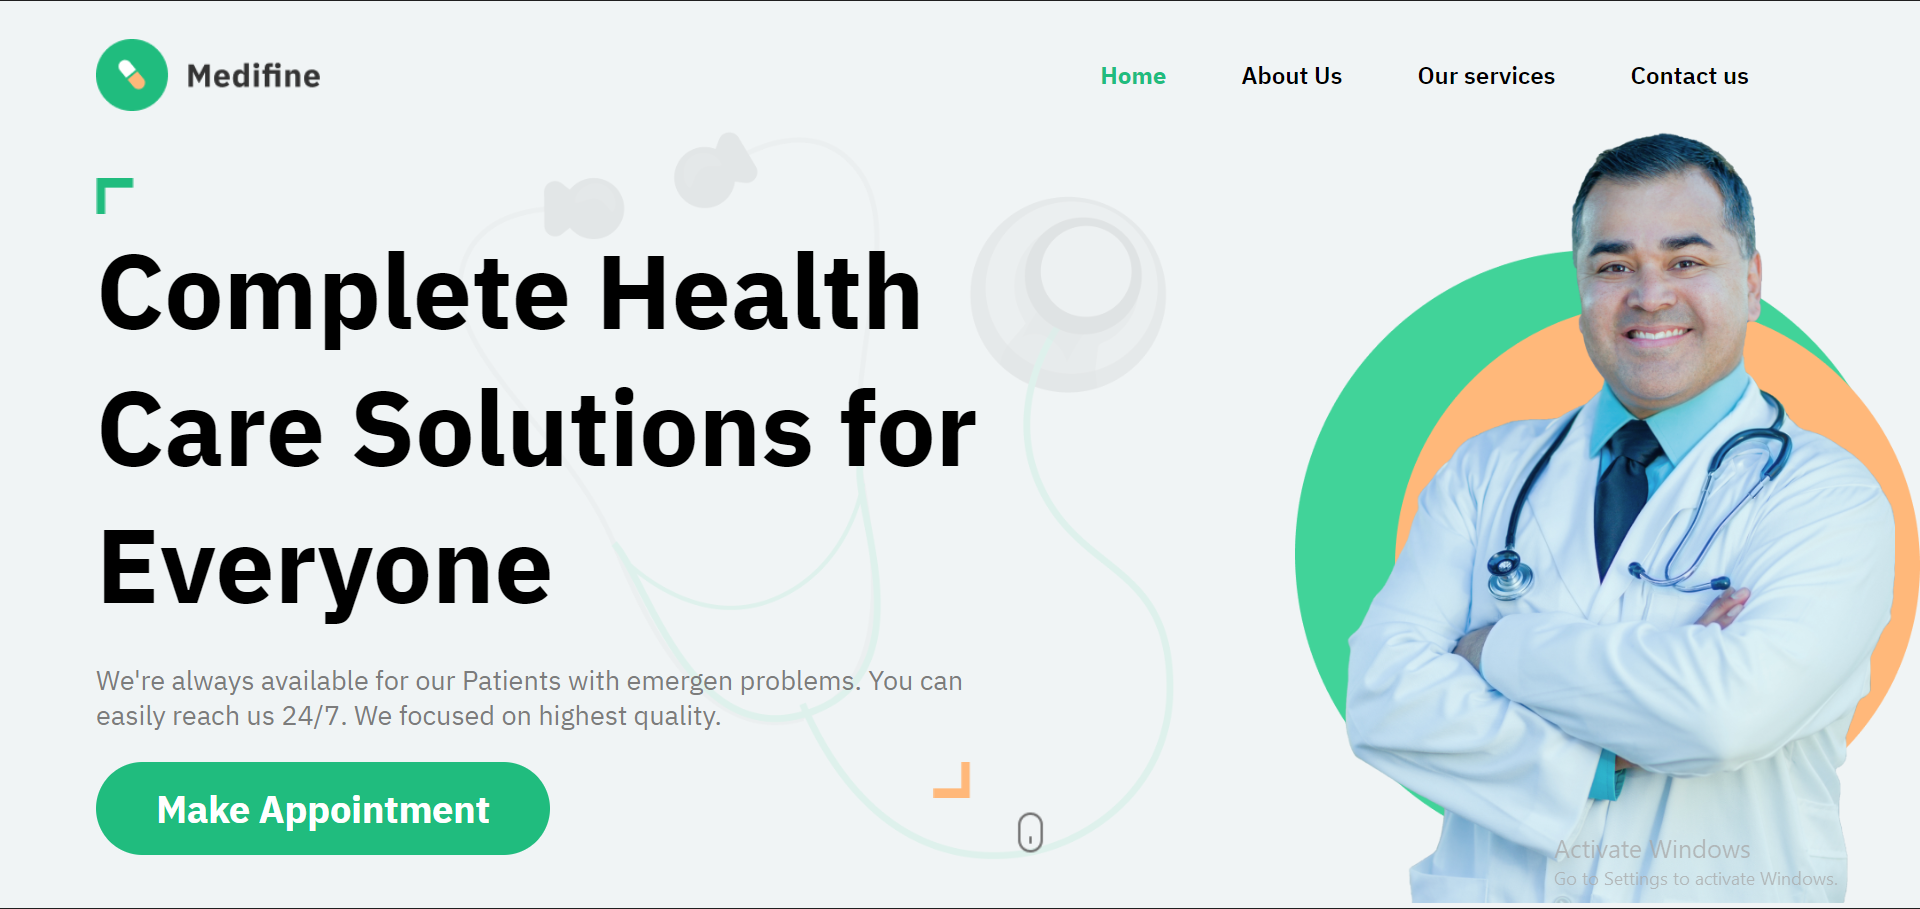 Medifine
Home
About Us
Our services
Contact us
Complete Health
Care Solutions for
Everyone
We're always available for our Patients with emergen problems. You can
easily reach us 24/7. We focused on highest quality.
Make Appointment
Activate Windows
Go to Settings to activate Windows.